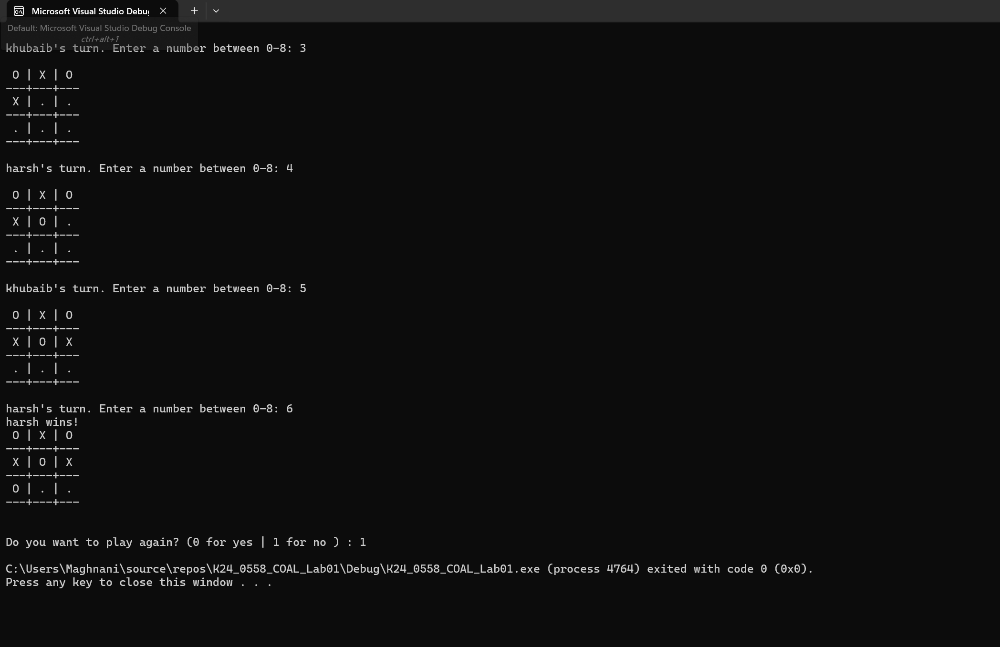 Microsoft Visual Studio Debug
Default: Microsoft Visual Studio Debug Console
ctrl+alt+1
khubaib's turn. Enter a number between 0-8: 3
 O | X | O
---+---+---
 X | . | .
---+---+---
 . | . | .
---+---+---
harsh's turn. Enter a number between 0-8: 4
 O | X | O
---+---+---
 X | O | .
---+---+---
 . | . | .
---+---+---
khubaib's turn. Enter a number between 0-8: 5
 O | X | O
---+---+---
 X | O | X
---+---+---
 . | . | .
---+---+---
harsh's turn. Enter a number between 0-8: 6
harsh wins!
 O | X | O
---+---+---
 X | O | X
---+---+---
 O | . | .
---+---+---
Do you want to play again? (0 for yes | 1 for no ) : 1
C:\Users\Maghnani\source\repos\K24_0558_COAL_Lab01\Debug\K24_0558_COAL_Lab01.exe (process 4764) exited with code 0 (0x0).
Press any key to close this window . . .